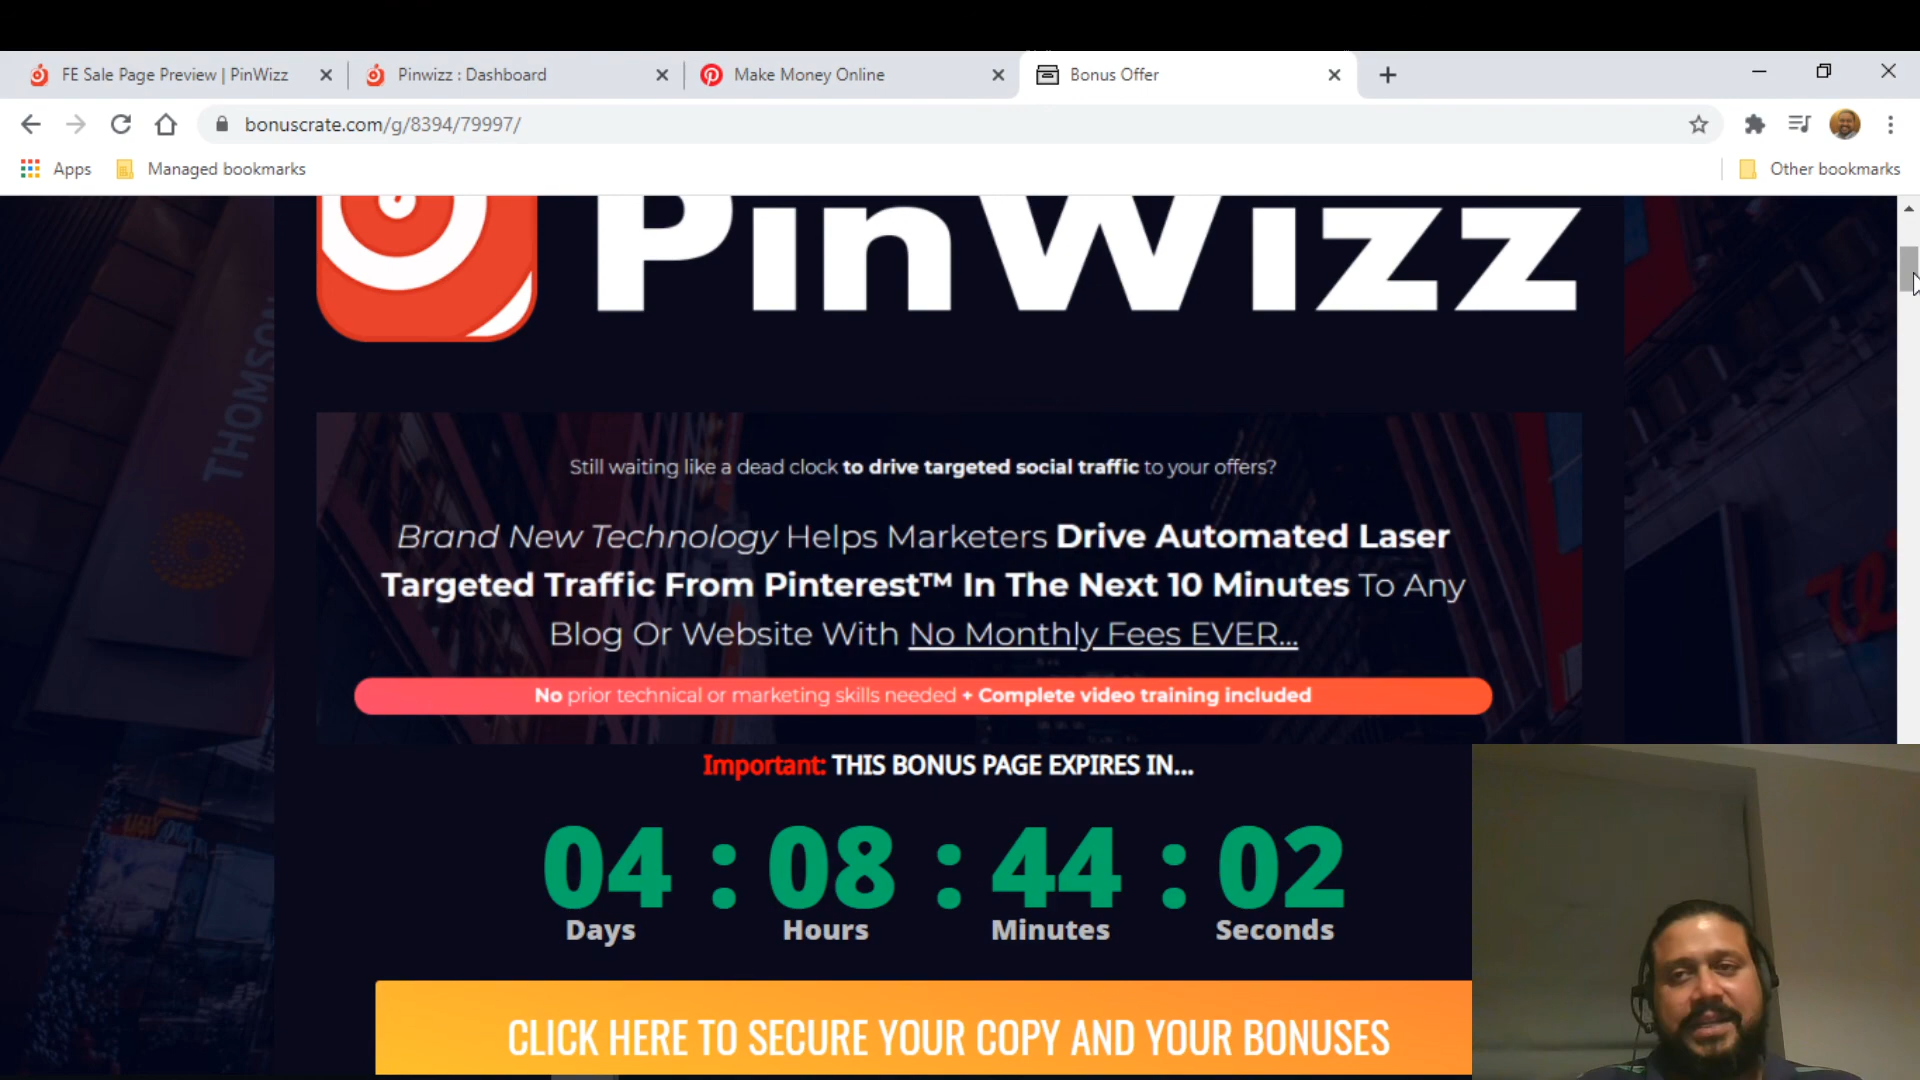 FE Sale Page Preview | PinWizz
Pinwizz : Dashboard
Make Money Online
Bonus Offer
bonuscrate.com/g/8394/79997/
Apps
Managed bookmarks
Other bookmarks
PinWizz
THOMSON
Still waiting like a dead clock to drive targeted social traffic to your offers?
Brand New Technology Helps Marketers Drive Automated Laser
Targeted Traffic From Pinterest™ In The Next 10 Minutes To Any
Blog Or Website With No Monthly Fees EVER...
No prior technical or marketing skills needed + Complete video training included
Important: THIS BONUS PAGE EXPIRES IN...
04 : 08 : 44 : 02
Days Hours Minutes Seconds
CLICK HERE TO SECURE YOUR COPY AND YOUR BONUSES